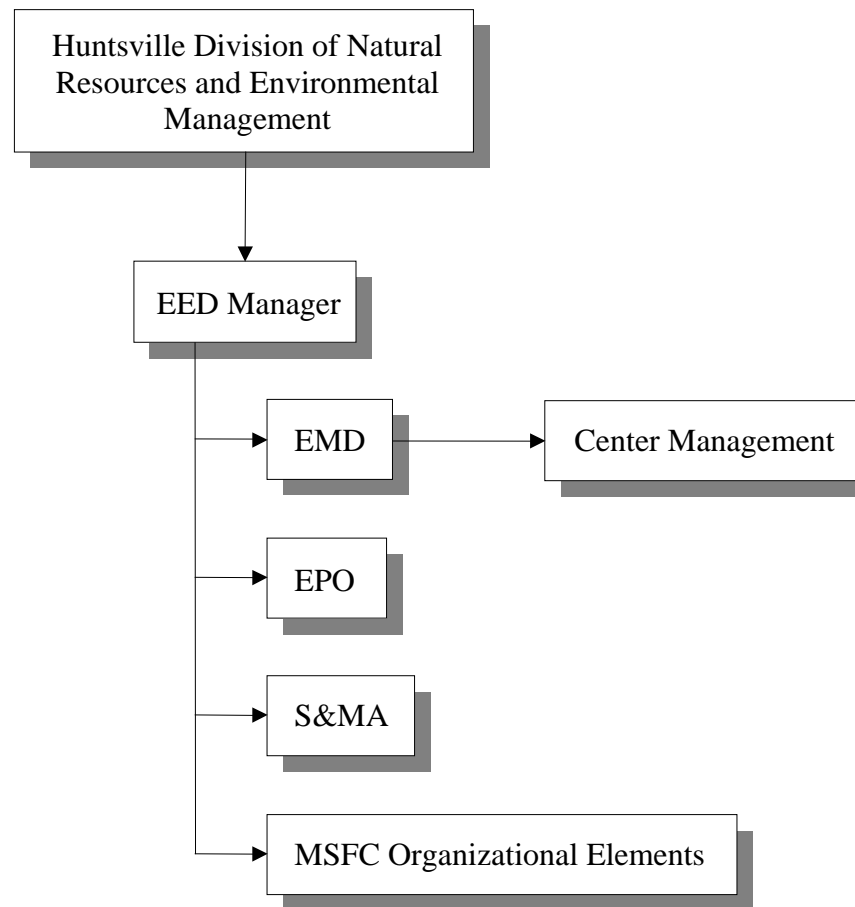 Huntsville Division of Natural
Resources and Environmental
Management
EED Manager
EMD
Center Management
EPO
S&MA
MSFC Organizational Elements